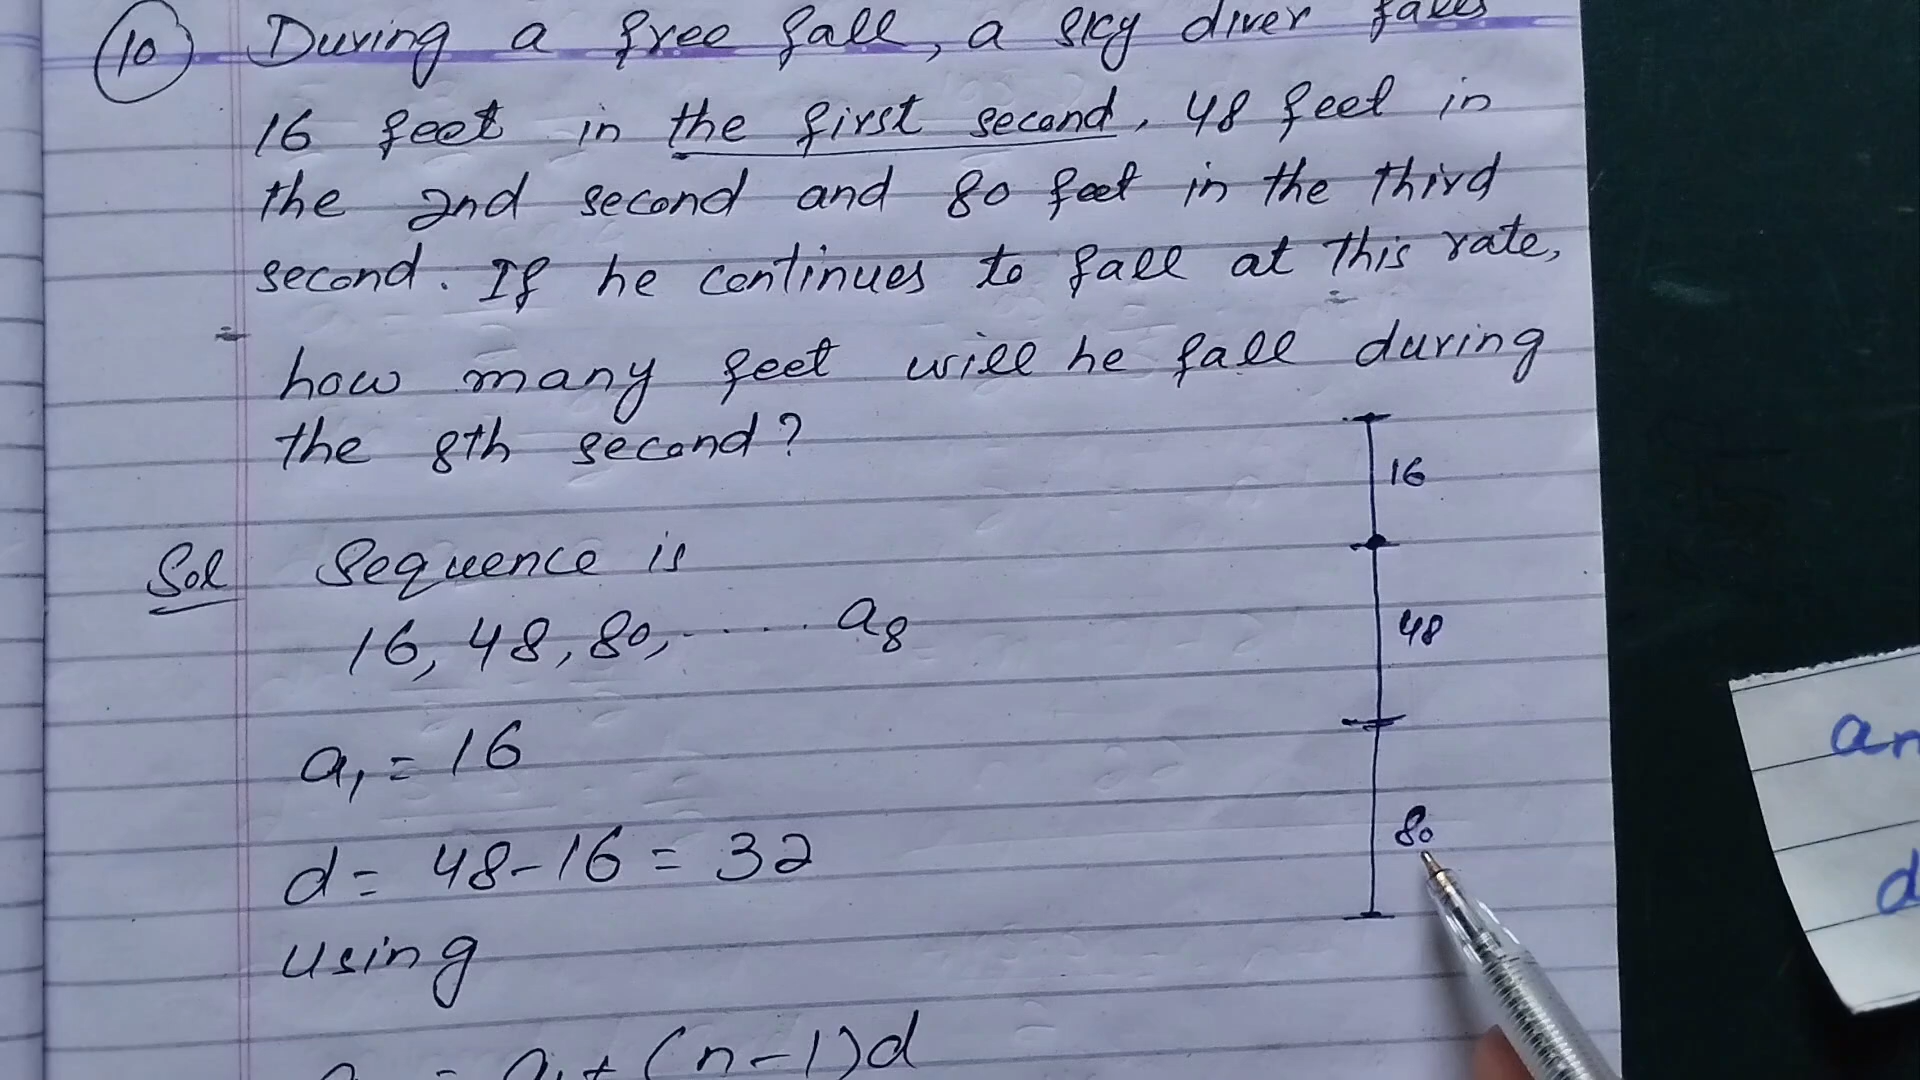 10 During a free fall, a sky diver falls
16 feet in the first second, 48 feet in
the 2nd second and 80 feet in the third
second. If he continues to fall at this rate,
how many feet will he fall during
the 8th second?
Sol Sequence is
16, 48, 80, ..... a8
a1 = 16
d = 48-16 = 32
using
= a1 + (n-1)d
16
48
80
an
d